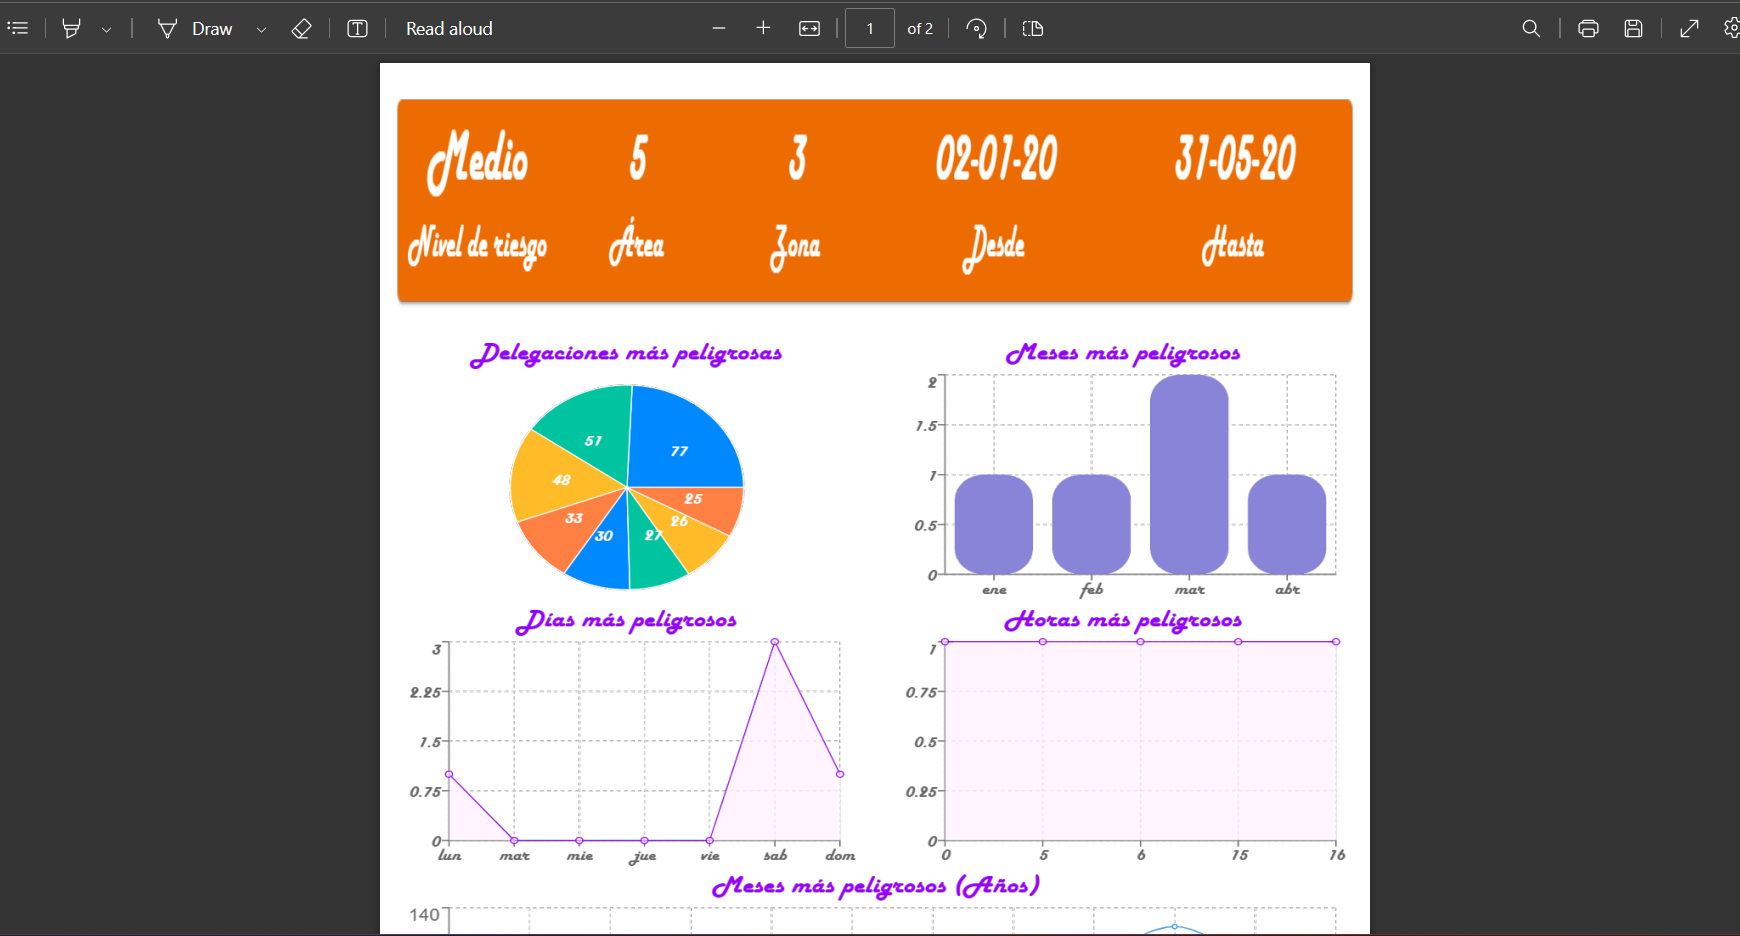 Draw
Read aloud
1 of 2
Medio 5 3 02-01-20 31-05-20
Nivel de riesgo Área Zona Desde Hasta
Delegaciones más peligrosas
77
51
48
33
30
27
26
25
Meses más peligrosos
2
1.5
1
0.5
0
ene feb mar abr
Días más peligrosos
3
2.25
1.5
0.75
0
lun mar mie jue vie sab dom
Horas más peligrosos
1
0.75
0.5
0.25
0
0 5 6 15 16
Meses más peligrosos (Años)
140